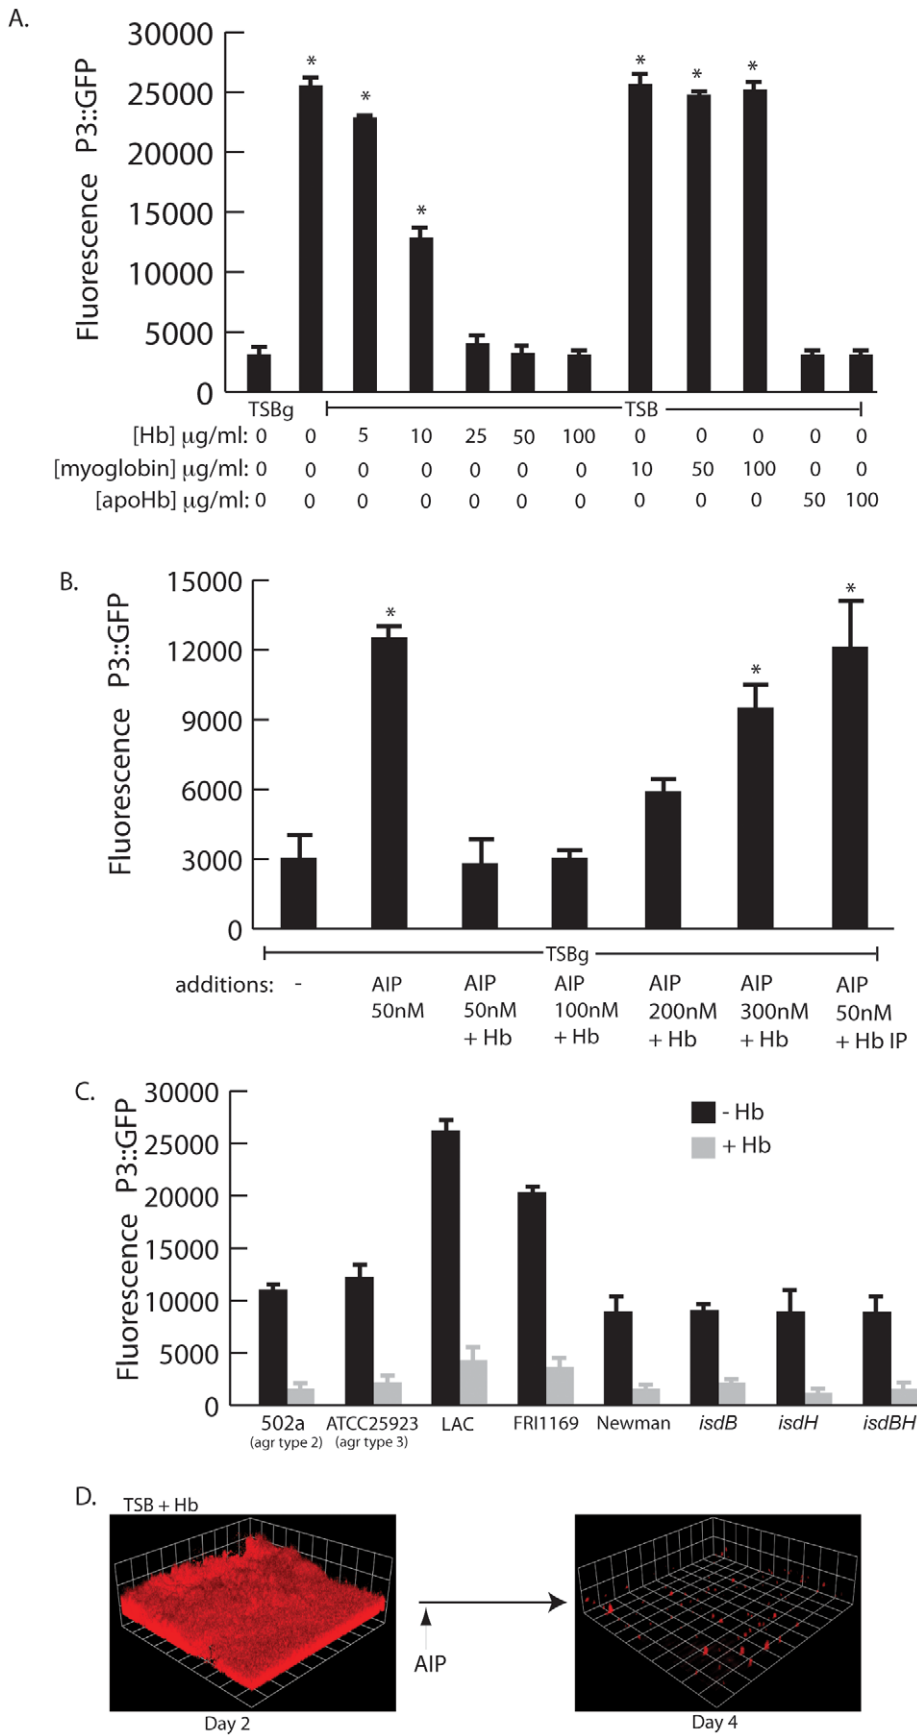 A.
30000
25000
20000
15000
10000
5000
0
Fluorescence P3::GFP
* * * * * *
TSBg TSB
[Hb] μg/ml: 0 0 5 10 25 50 100 0 0 0 0 0
[myoglobin] μg/ml: 0 0 0 0 0 0 0 10 50 100 0 0
[apoHb] μg/ml: 0 0 0 0 0 0 0 0 0 0 50 100
B.
15000
12000
9000
6000
3000
0
Fluorescence P3::GFP
* * *
TSBg
additions: - AIP AIP AIP AIP AIP AIP
50nM 50nM 100nM 200nM 300nM 50nM
+ Hb + Hb + Hb + Hb + Hb IP
C.
30000
25000
20000
15000
10000
5000
0
Fluorescence P3::GFP
- Hb
+ Hb
502a ATCC25923 LAC FRI1169 Newman isdB isdH isdBH
(agr type 2) (agr type 3)
D.
TSB + Hb
AIP
Day 2 Day 4